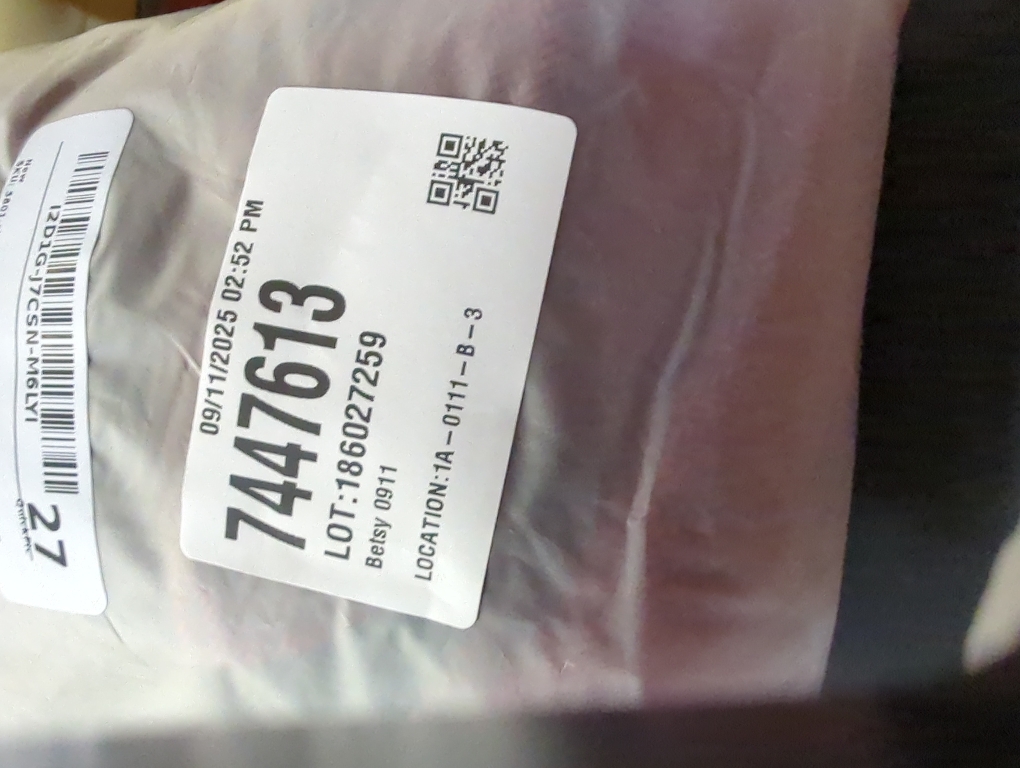 New
I2D1G-J7CSN-M6LYI
27
09/11/2025 02:52 PM
7447613
LOT:186027259
Betsy 0911
LOCATION:1A-0111-B-3